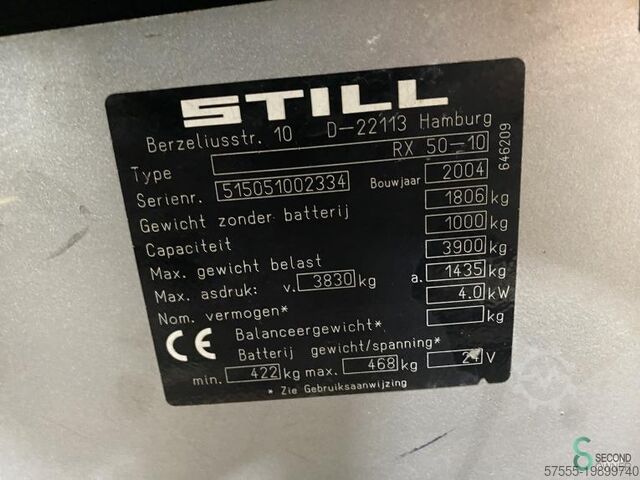 STILL
Berzeliusstr. 10 D-22113 Hamburg
Type RX 50-10
Serienr. 515051002334 Bouwjaar 2004
Gewicht zonder batterij 1806 kg
Capaciteit 1000 kg
Max. gewicht belast 3900 kg
Max. asdruk: v. 3830 kg a. 1435 kg
Nom. vermogen* 4.0 kW
Balanceergewicht* kg
Batterij gewicht/spanning*
min. 422 kg max. 468 kg V
* Zie Gebruiksaanwijzing
CE
646209
SECOND
57555-19899740